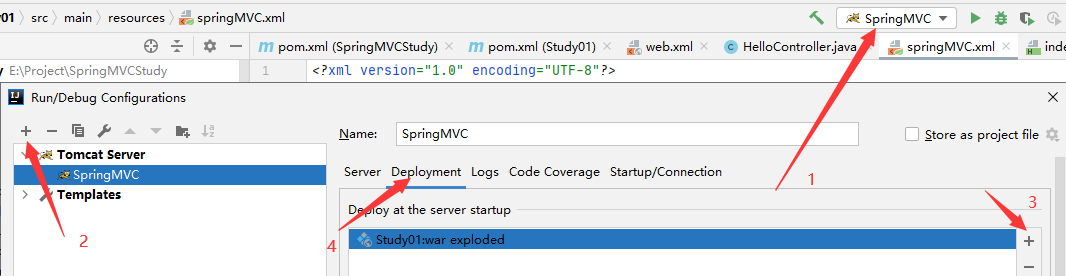 01 src main resources springMVC.xml
SpringMVC
pom.xml (SpringMVCStudy) pom.xml (Study01) web.xml HelloController.java springMVC.xml inde
y E:\Project\SpringMVCStudy 1 <?xml version="1.0" encoding="UTF-8"?>
Run/Debug Configurations
Name: SpringMVC Store as project file
Tomcat Server
SpringMVC
Templates
Server Deployment Logs Code Coverage Startup/Connection
1
Deploy at the server startup
3
2
4
Study01:war exploded